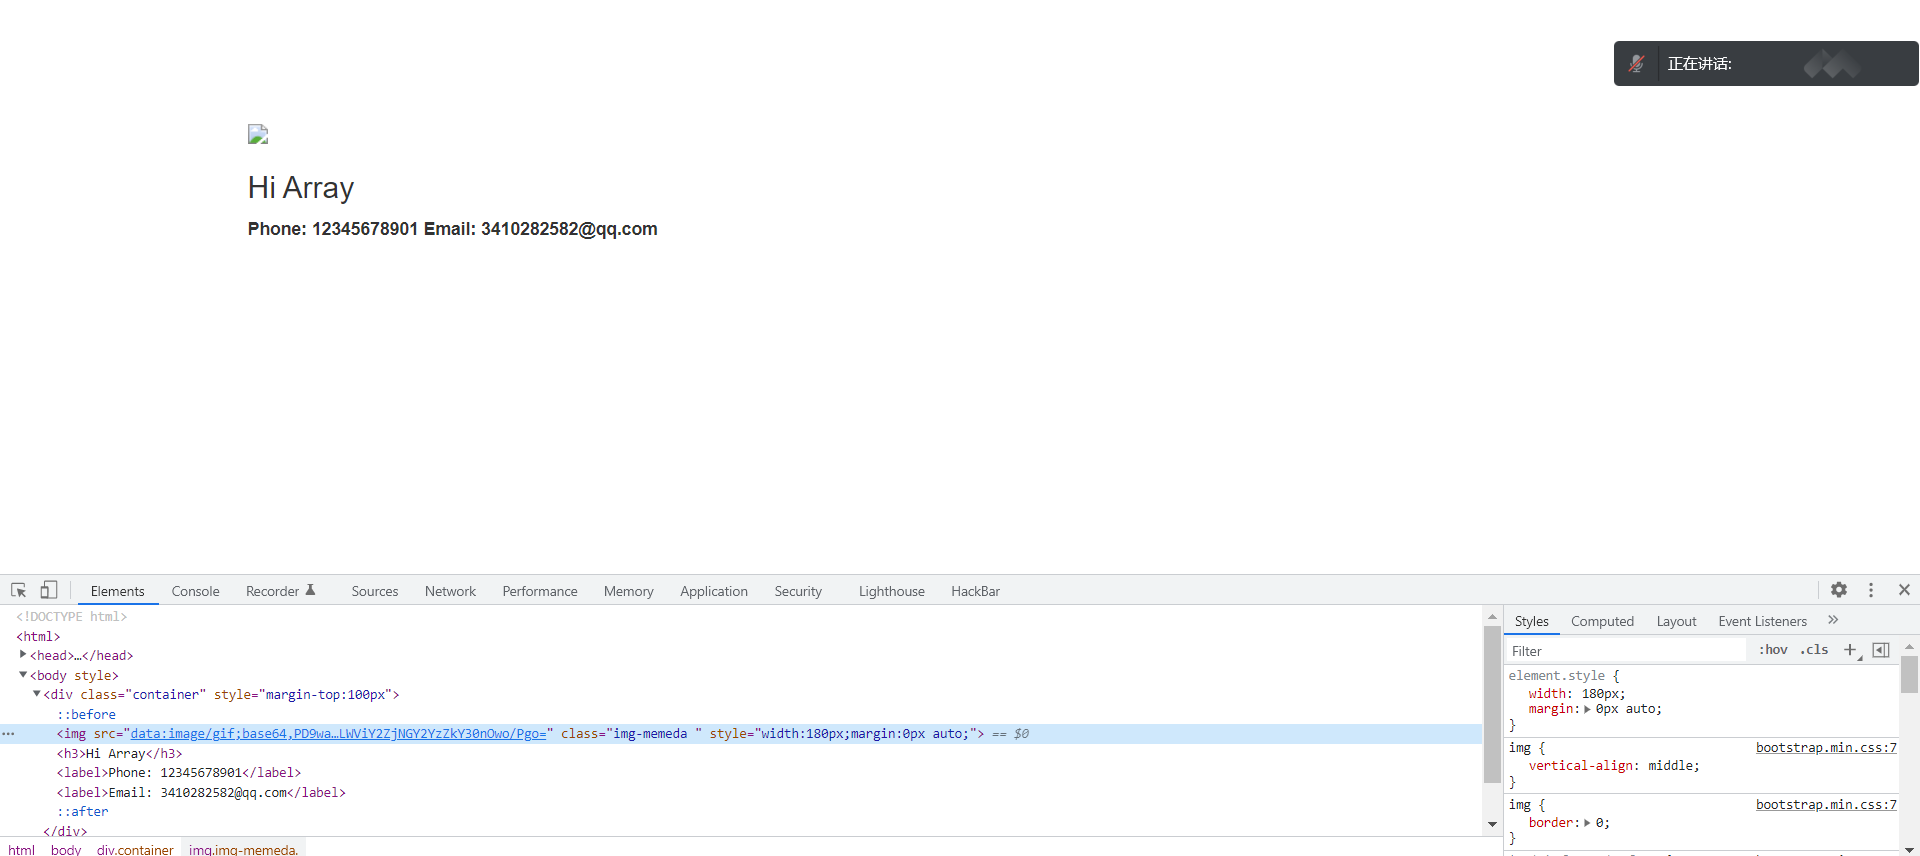 正在讲话:
Hi Array
Phone: 12345678901 Email: 3410282582@qq.com
Elements Console Recorder Sources Network Performance Memory Application Security Lighthouse HackBar
<!DOCTYPE html>
<html>
<head>…</head>
<body style>
<div class="container" style="margin-top:100px">
::before
<img src="data:image/gif;base64,PD9wa…LWViY2ZjNGY2YzZkY30nOwo/Pgo=" class="img-memeda " style="width:180px;margin:0px auto;"> == $0
<h3>Hi Array</h3>
<label>Phone: 12345678901</label>
<label>Email: 3410282582@qq.com</label>
::after
</div>
html body div.container img.img-memeda.
Styles Computed Layout Event Listeners »
Filter :hov .cls +
element.style {
width: 180px;
margin: 0px auto;
}
img { bootstrap.min.css:7
vertical-align: middle;
}
img { bootstrap.min.css:7
border: 0;
}